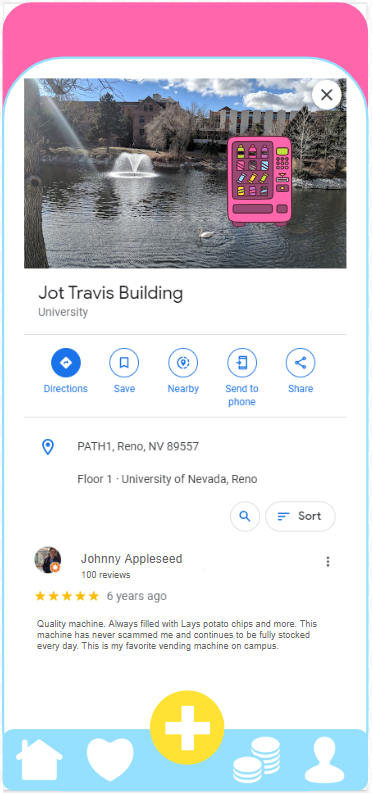 Jot Travis Building
University
Directions
Save
Nearby
Send to
phone
Share
PATH1, Reno, NV 89557
Floor 1 · University of Nevada, Reno
Sort
Johnny Appleseed
100 reviews
6 years ago
Quality machine. Always filled with Lays potato chips and more. This
machine has never scammed me and continues to be fully stocked
every day. This is my favorite vending machine on campus.